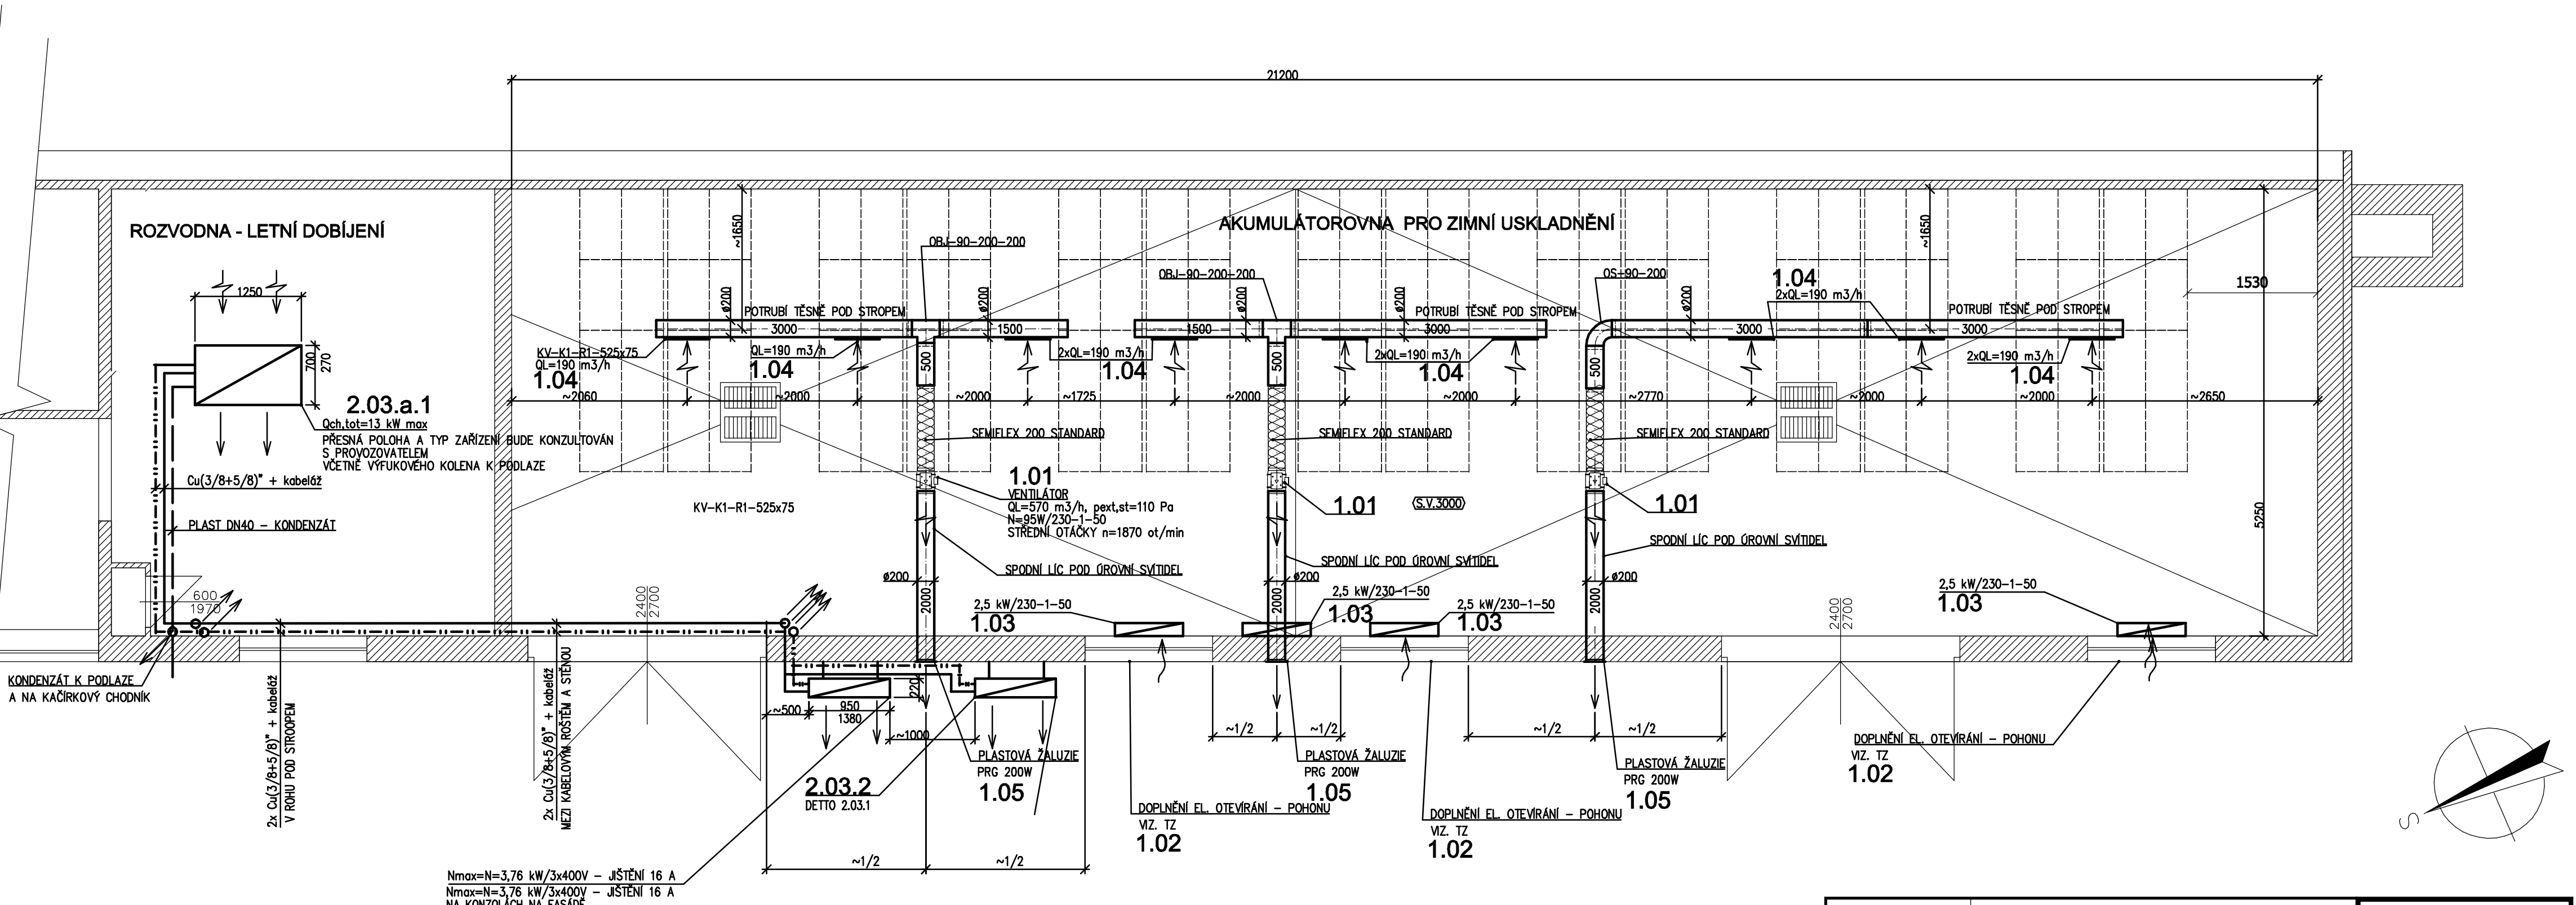 21200
ROZVODNA - LETNÍ DOBÍJENÍ
AKUMULÁTOROVNA PRO ZIMNÍ USKLADNĚNÍ
~1650
OBJ-90-200-200
OBJ-90-200-200
OS-90-200
~1650
1.04
2xQL=190 m3/h
1530
1250
ø200
POTRUBÍ TĚSNĚ POD STROPEM
ø200
ø200
ø200
POTRUBÍ TĚSNĚ POD STROPEM
ø200
POTRUBÍ TĚSNĚ POD STROPEM
3000
1500
1500
3000
3000
3000
700
270
KV-K1-R1-525x75
QL=190 m3/h
1.04
QL=190 m3/h
1.04
500
2xQL=190 m3/h
1.04
500
2xQL=190 m3/h
1.04
500
2xQL=190 m3/h
1.04
~2060
~2000
~2000
~1725
~2000
~2000
~2770
~2000
~2000
~2650
2.03.a.1
Qch,tot=13 kW max
PŘESNÁ POLOHA A TYP ZAŘÍZENÍ BUDE KONZULTOVÁN
S PROVOZOVATELEM
VČETNĚ VÝFUKOVÉHO KOLENA K PODLAZE
SEMIFLEX 200 STANDARD
SEMIFLEX 200 STANDARD
SEMIFLEX 200 STANDARD
Cu(3/8+5/8)" + kabeláž
PLAST DN40 - KONDENZÁT
KV-K1-R1-525x75
1.01
VENTILÁTOR
QL=570 m3/h, pext,st=110 Pa
N=95W/230-1-50
STŘEDNÍ OTÁČKY n=1870 ot/min
1.01
(S.V.3000)
1.01
5250
SPODNÍ LÍC POD ÚROVNÍ SVÍTIDEL
SPODNÍ LÍC POD ÚROVNÍ SVÍTIDEL
SPODNÍ LÍC POD ÚROVNÍ SVÍTIDEL
600
1970
2400
2700
ø200
2000
ø200
2000
ø200
2000
2,5 kW/230-1-50
1.03
2,5 kW/230-1-50
1.03
2,5 kW/230-1-50
1.03
2400
2700
2,5 kW/230-1-50
1.03
KONDENZÁT K PODLAZE
A NA KAČÍRKOVÝ CHODNÍK
2x Cu(3/8+5/8)" + kabeláž
V ROHU POD STROOPEM
2x Cu(3/8+5/8)" + kabeláž
MEZI KABELOVÝM ROŠTĚM A STĚNOU
~500
950
1380
220
~1000
~1/2
~1/2
~1/2
~1/2
2.03.2
DETTO 2.03.1
PLASTOVÁ ŽALUZIE
PRG 200W
1.05
PLASTOVÁ ŽALUZIE
PRG 200W
1.05
PLASTOVÁ ŽALUZIE
PRG 200W
1.05
DOPLNĚNÍ EL. OTEVÍRÁNÍ - POHONU
VIZ. TZ
1.02
DOPLNĚNÍ EL. OTEVÍRÁNÍ - POHONU
VIZ. TZ
1.02
DOPLNĚNÍ EL. OTEVÍRÁNÍ - POHONU
VIZ. TZ
1.02
~1/2
~1/2
S
Nmax=N=3,76 kW/3x400V - JIŠTĚNÍ 16 A
Nmax=N=3,76 kW/3x400V - JIŠTĚNÍ 16 A
NA KONZOLÁCH NA FASÁDĚ